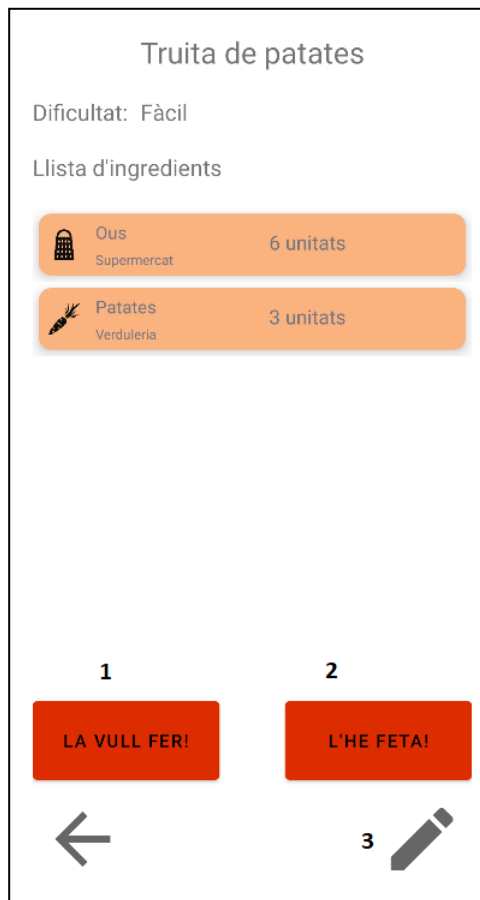 Truita de patates
Dificultat: Fàcil
Llista d'ingredients
Ous
6 unitats
Supermercat
Patates
3 unitats
Verduleria
1
2
LA VULL FER!
L'HE FETA!
3